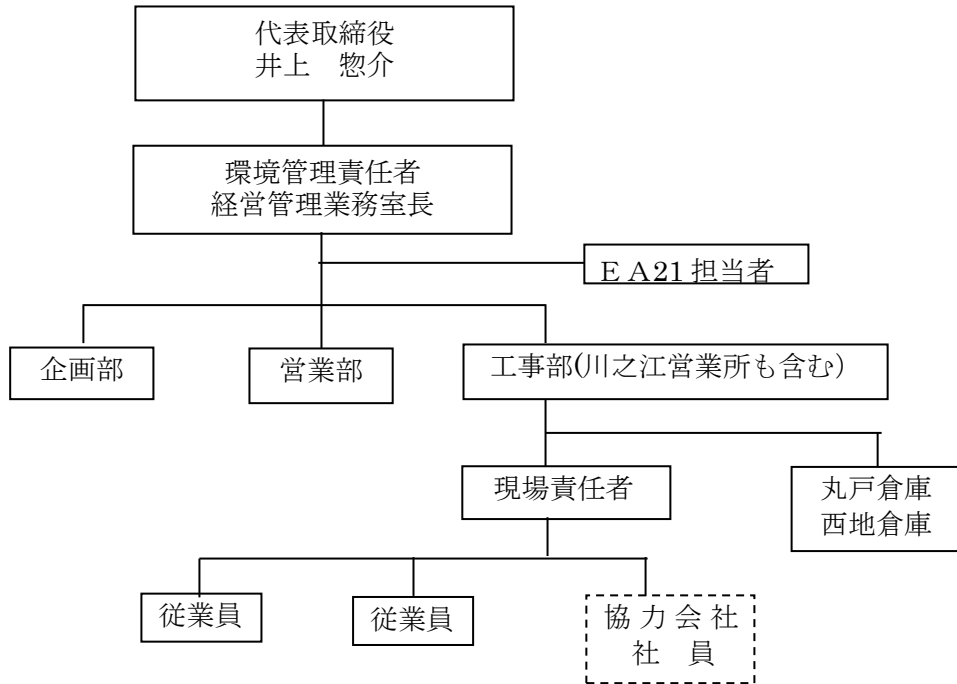 代表取締役
井上　惣介
環境管理責任者
経営管理業務室長
ＥＡ21担当者
企画部
営業部
工事部(川之江営業所も含む）
現場責任者
丸戸倉庫
西地倉庫
従業員
従業員
協力会社
社　員